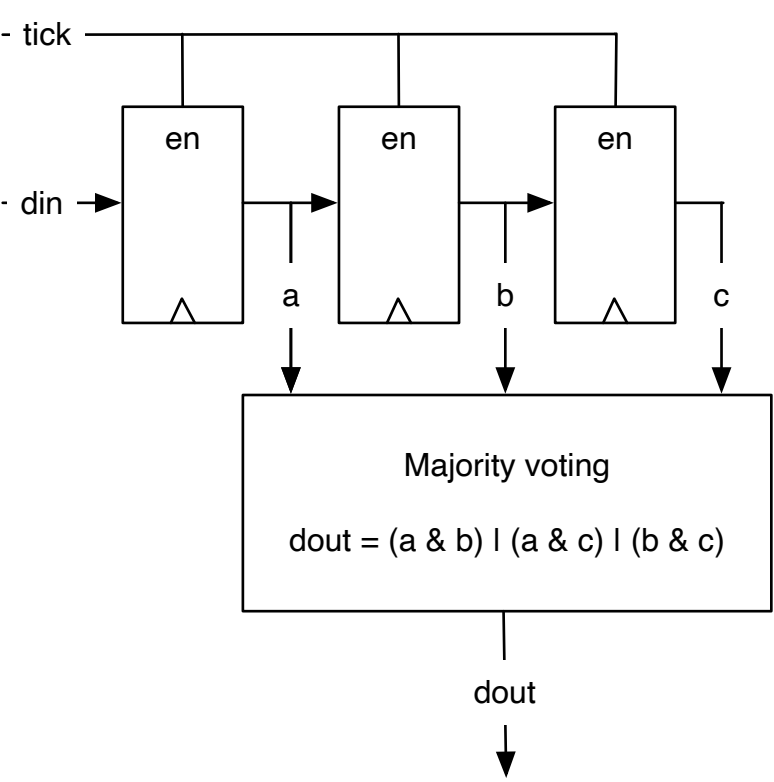 tick
en en en
din
a b c
Majority voting
dout = (a & b) | (a & c) | (b & c)
dout